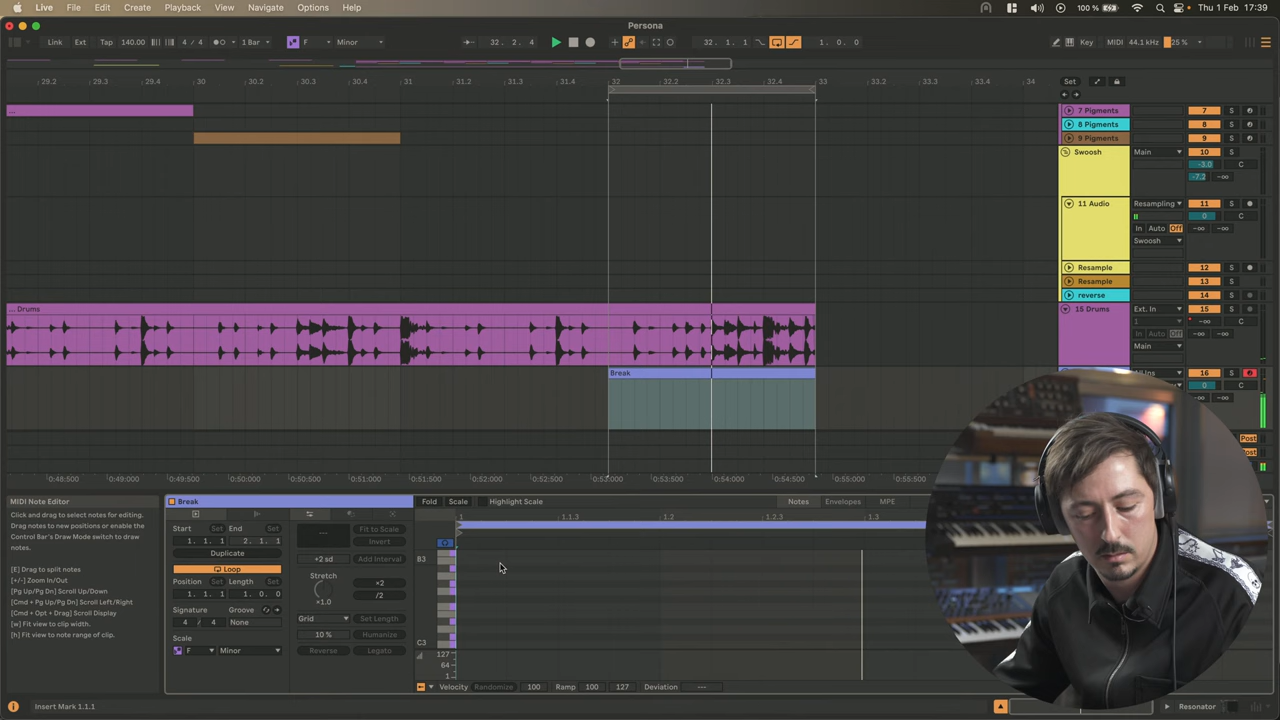 Live File Edit Create Playback View Navigate Options Help 100 % Thu 1 Feb 17:39
Persona
Link Ext Tap 140.00 4 / 4 1 Bar F Minor 32. 2. 4 32. 1. 1 1. 0. 0 Key MIDI 44.1 kHz 25 %
29.2 29.3 29.4 30 30.2 30.3 30.4 31 31.2 31.3 31.4 32 32.2 32.4 33 33.2 33.3 33.4 34 Set
7 Pigments 7 S
8 Pigments 8 S
9 Pigments 9 S
Swoosh Main 10 S
-3.0 C
11 Audio Resampling 11 S
0 C
In Auto Off -∞ -∞
Swoosh
Resample 12 S
Resample 13 S
reverse 14 S
... Drums 15 Drums Ext. In 15 S
1 -∞ C
In Auto Off -∞ -∞
Main
Break 16 S
0 C
-∞ -∞
Post
Post
0:48:500 0:49:000 0:49:500 0:50:000 0:50:500 0:51:000 0:51:500 0:52:000 0:52:500 0:53:000 0:53:500 0:54:000 0:54:500 0:55:000 0:55:500
MIDI Note Editor Break Fold Scale Highlight Scale Notes Envelopes MPE
Click and drag to select notes for editing.
Drag notes to new positions or enable the
Control Bar's Draw Mode switch to draw
notes.
[E] Drag to split notes
[+/-] Zoom In/Out
[Pg Up/Pg Dn] Scroll Up/Down
[Cmd + Pg Up/Pg Dn] Scroll Left/Right
[Cmd + Opt + Drag] Scroll Display
[w] Fit view to clip width.
[h] Fit view to note range of clip.
Start Set End Set
1. 1. 1 2. 1. 1
Duplicate
Loop
Position Set Length Set
1. 1. 1 1. 0. 0
Signature Groove
4 / 4 None
Scale
F Minor
--- Fit to Scale
Invert
+2 sd Add Interval
Stretch
×2
×1.0 /2
Grid Set Length
10 % Humanize
Reverse Legato
1 1.1.3 1.2 1.2.3 1.3
B3
C3
127
64
1
Velocity Randomize 100 Ramp 100 127 Deviation ---
Insert Mark 1.1.1 Resonator